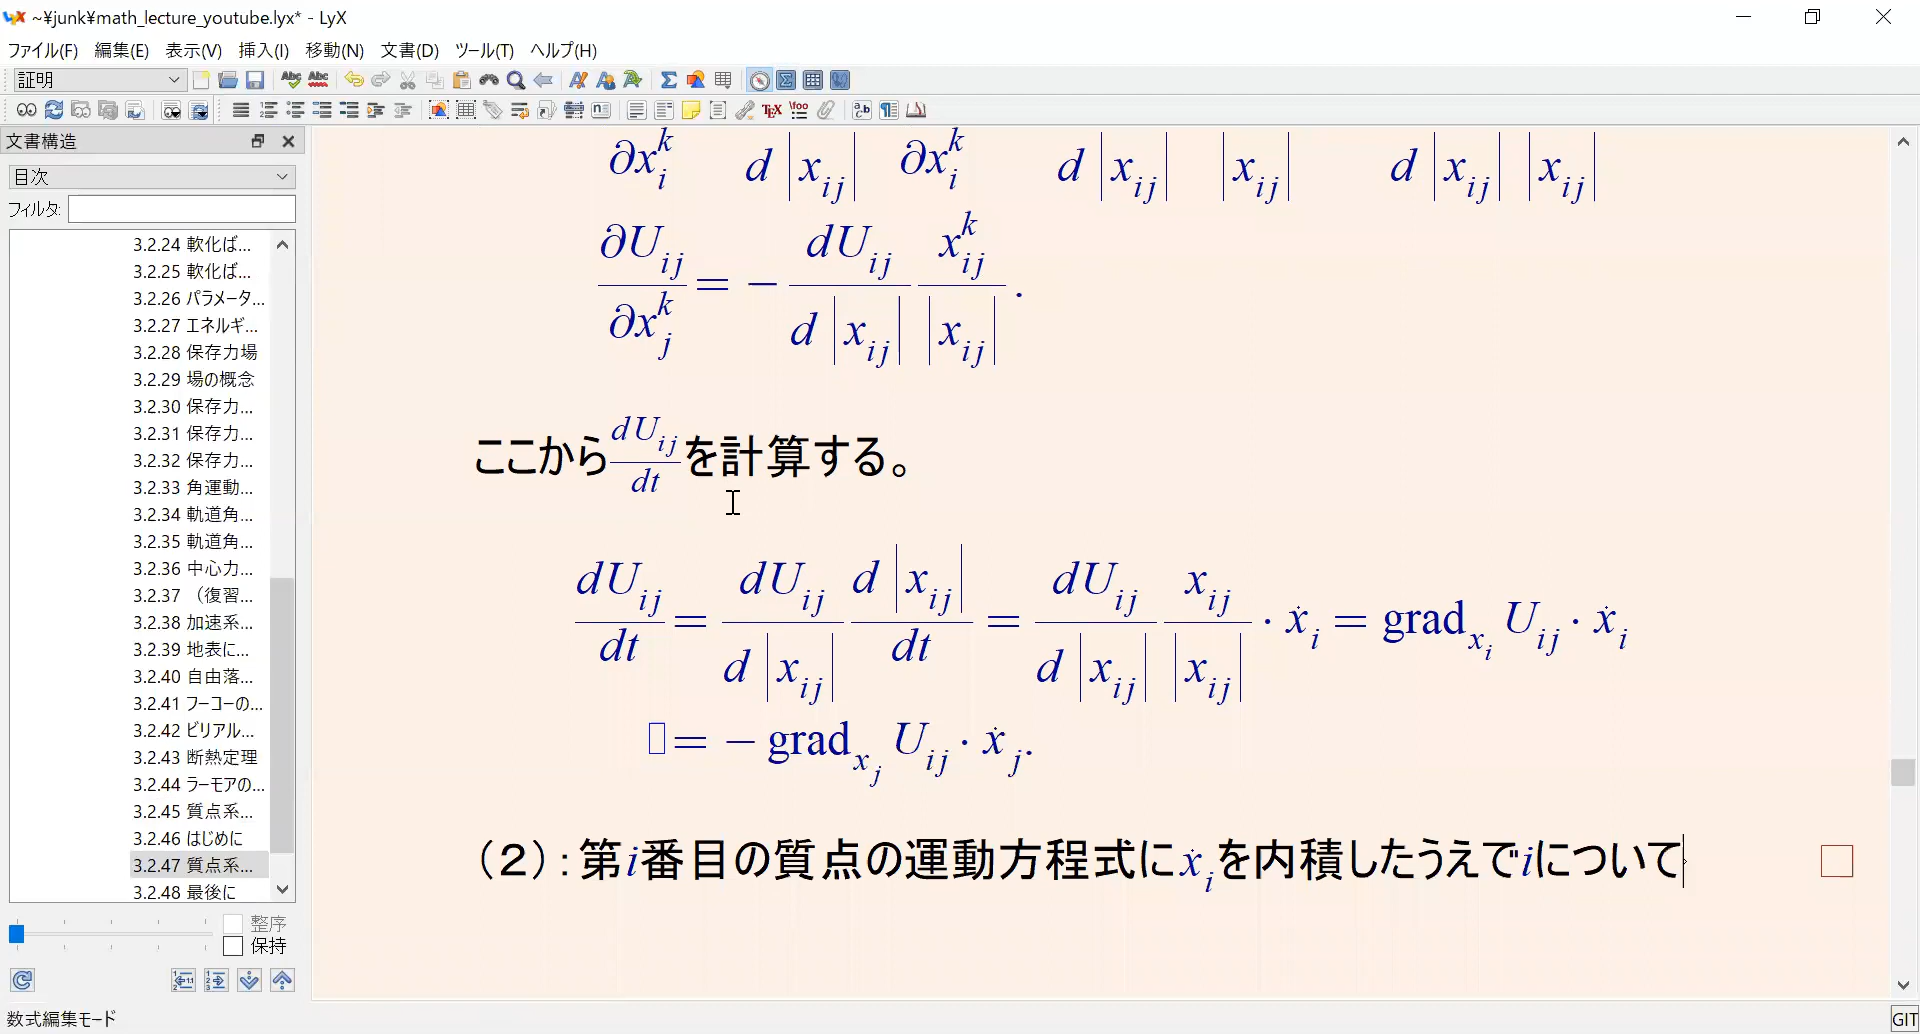 ~¥junk¥math_lecture_youtube.lyx* - LyX
ファイル(F) 編集(E) 表示(V) 挿入(I) 移動(N) 文書(D) ツール(T) ヘルプ(H)
証明
文書構造
目次
フィルタ:
3.2.24 軟化ば...
3.2.25 軟化ば...
3.2.26 パラメータ...
3.2.27 エネルギ...
3.2.28 保存力場
3.2.29 場の概念
3.2.30 保存力...
3.2.31 保存力...
3.2.32 保存力...
3.2.33 角運動...
3.2.34 軌道角...
3.2.35 軌道角...
3.2.36 中心力...
3.2.37 （復習...
3.2.38 加速系...
3.2.39 地表に...
3.2.40 自由落...
3.2.41 フーコーの...
3.2.42 ビリアル...
3.2.43 断熱定理
3.2.44 ラーモアの...
3.2.45 質点系...
3.2.46 はじめに
3.2.47 質点系...
3.2.48 最後に
整序
保持
数式編集モード
∂x_i^k d|x_ij| ∂x_i^k d|x_ij| |x_ij| d|x_ij| |x_ij|
∂U_ij/∂x_j^k = − dU_ij/d|x_ij| x_ij^k/|x_ij| .
ここから dU_ij/dt を計算する。
dU_ij/dt = dU_ij/d|x_ij| d|x_ij|/dt = dU_ij/d|x_ij| x_ij/|x_ij| · ẋ_i = grad_{x_i} U_ij · ẋ_i
= − grad_{x_j} U_ij · ẋ_j.
（２）：第i番目の質点の運動方程式にẋ_iを内積したうえでiについて
GIT